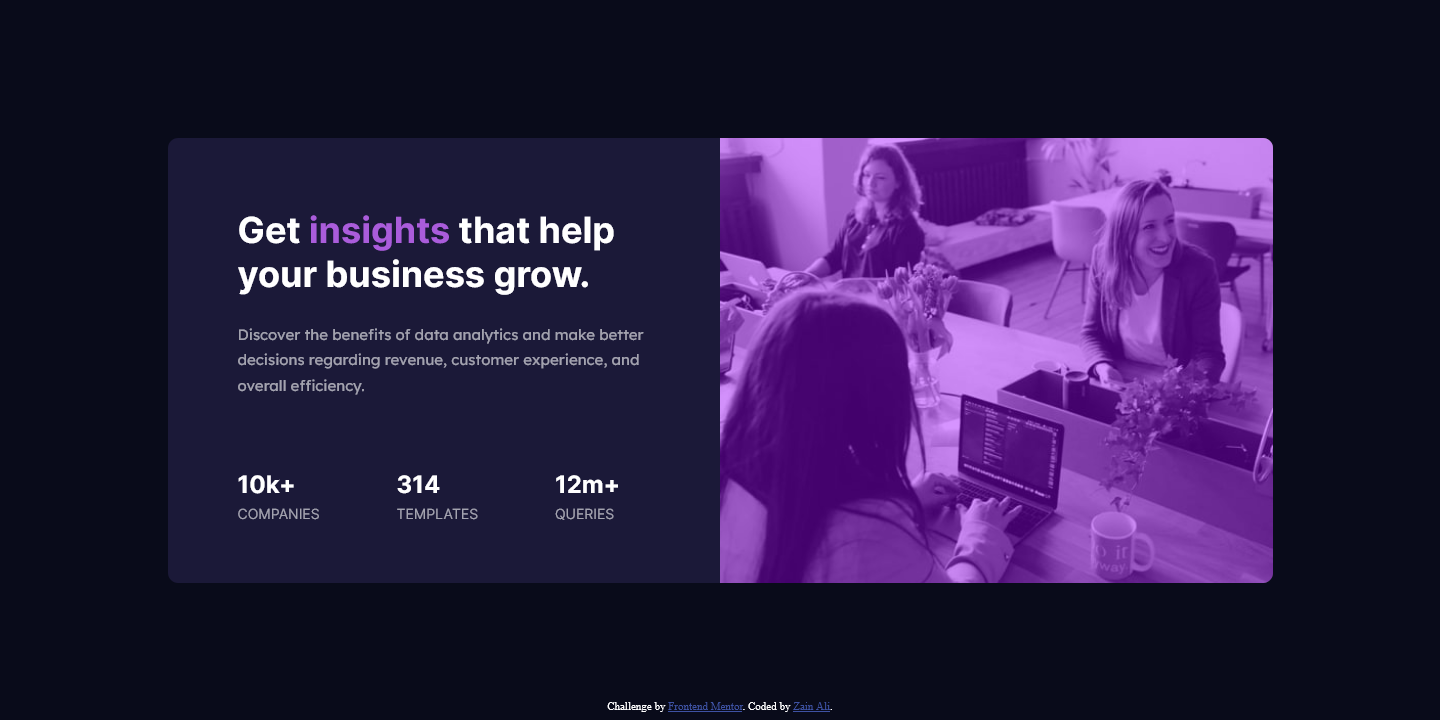 Get insights that help
your business grow.
Discover the benefits of data analytics and make better
decisions regarding revenue, customer experience, and
overall efficiency.
10k+ 314 12m+
COMPANIES TEMPLATES QUERIES
Challenge by Frontend Mentor. Coded by Zain Ali.